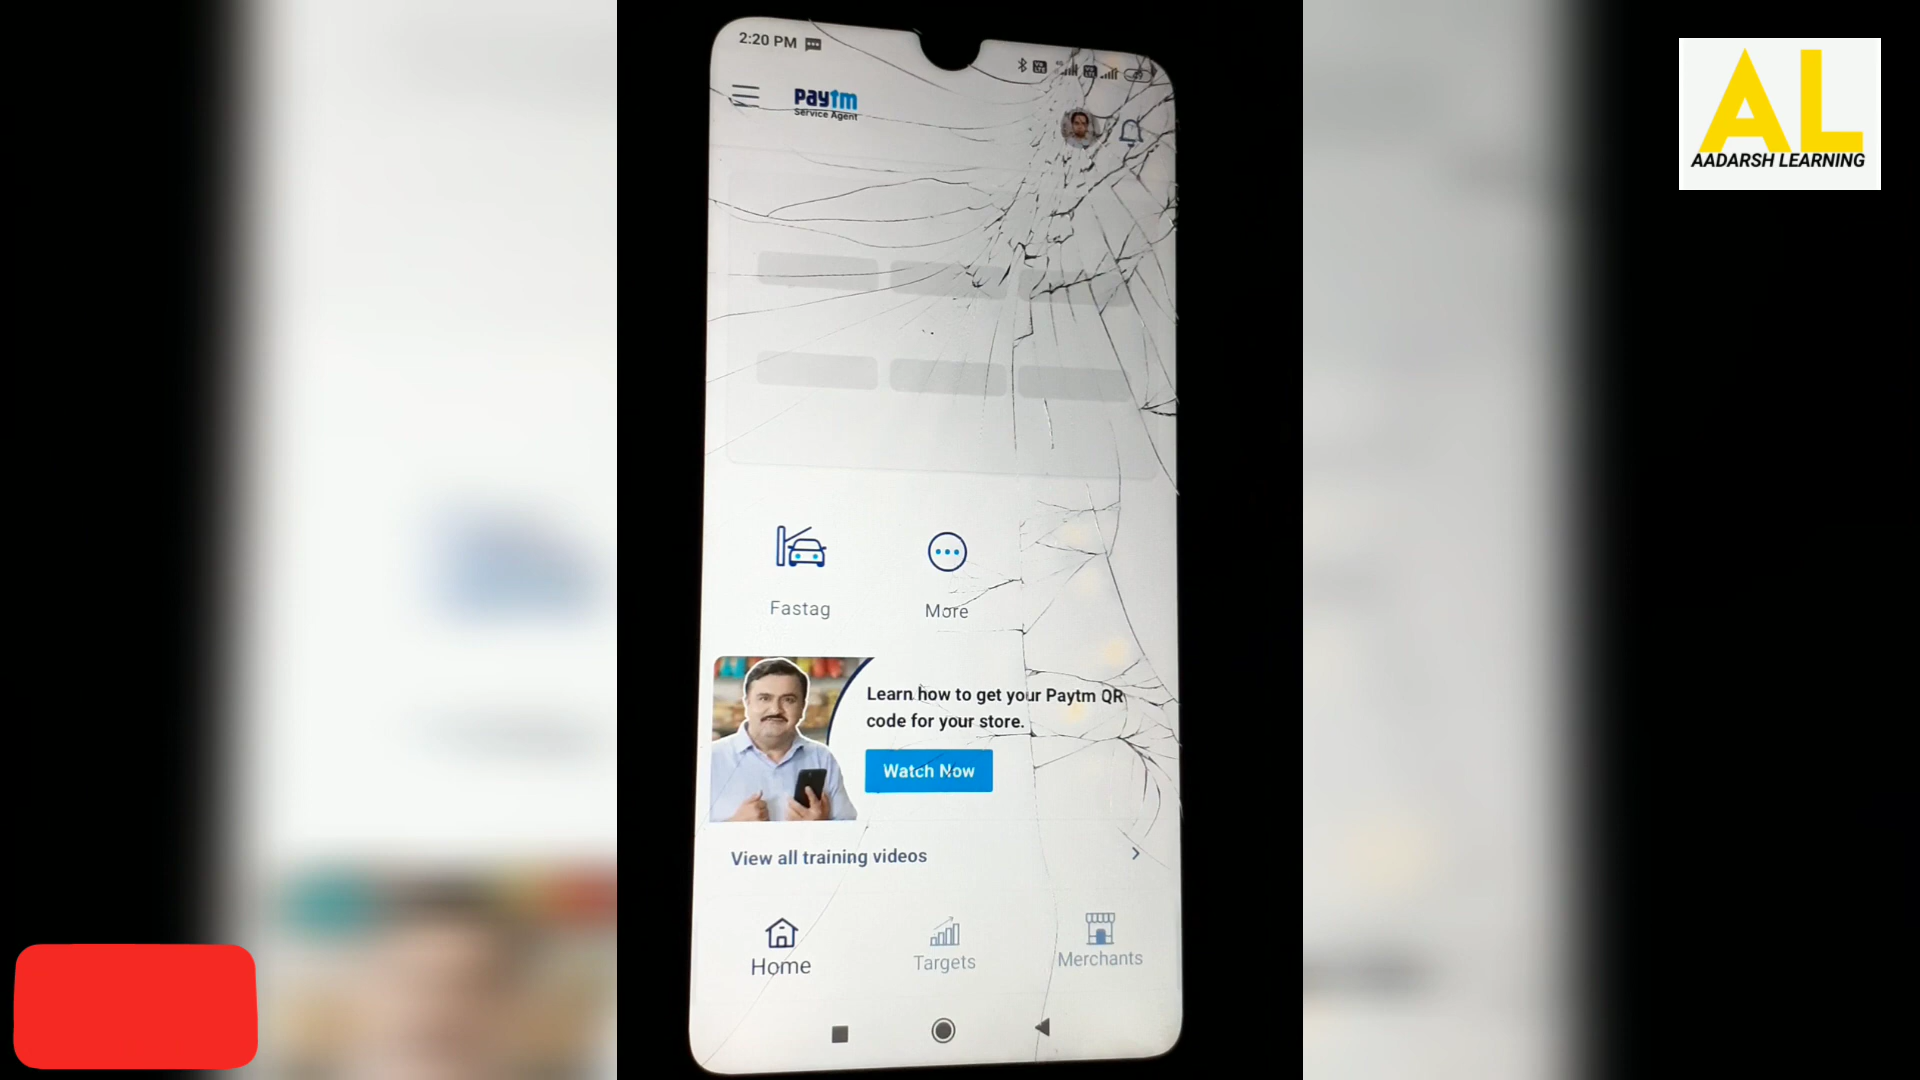 2:20 PM
paytm
Service Agent
AL
AADARSH LEARNING
Fastag
More
Learn how to get your Paytm QR
code for your store.
Watch Now
View all training videos
Home
Targets
Merchants